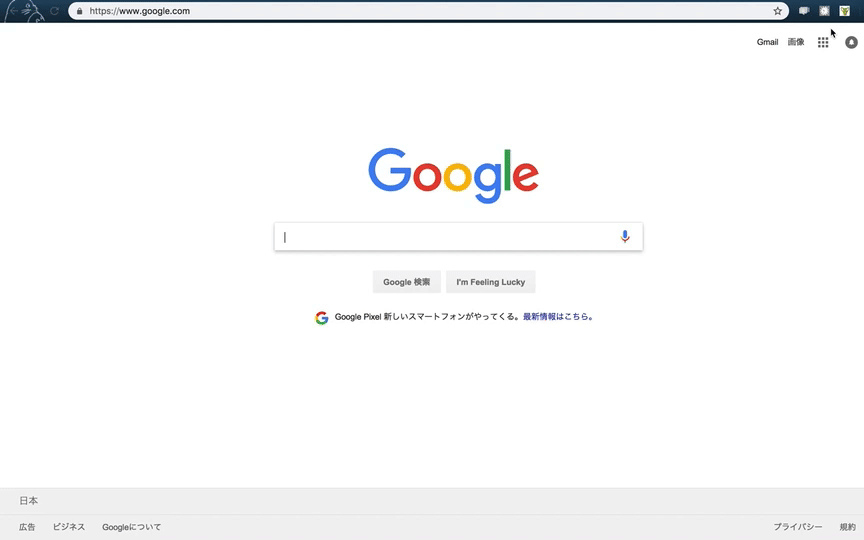 https://www.google.com
Gmail 画像
Google
Google 検索 I'm Feeling Lucky
Google Pixel 新しいスマートフォンがやってくる。最新情報はこちら。
日本
広告 ビジネス Googleについて プライバシー 規約